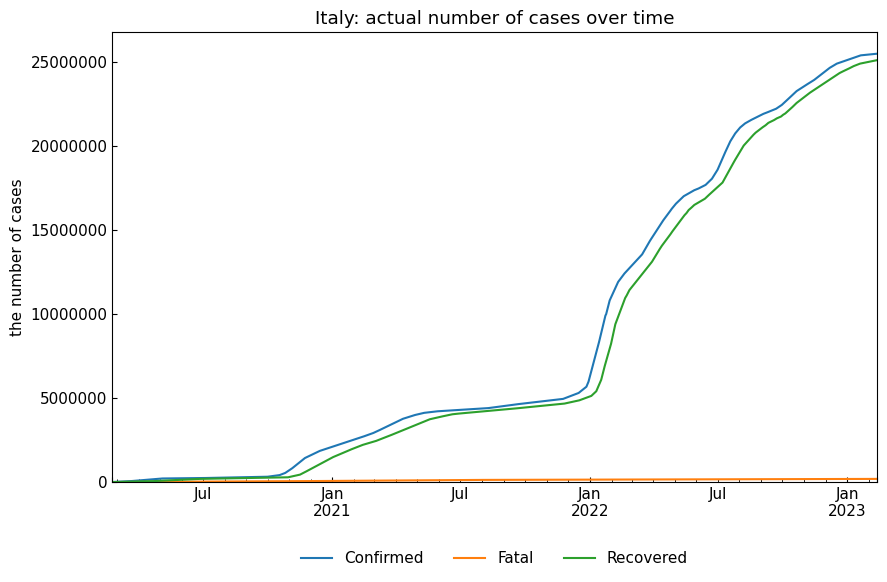 Italy: actual number of cases over time
the number of cases
25000000
20000000
15000000
10000000
5000000
0
Jul Jan Jul Jan Jul Jan
2021 2022 2023
Confirmed Fatal Recovered